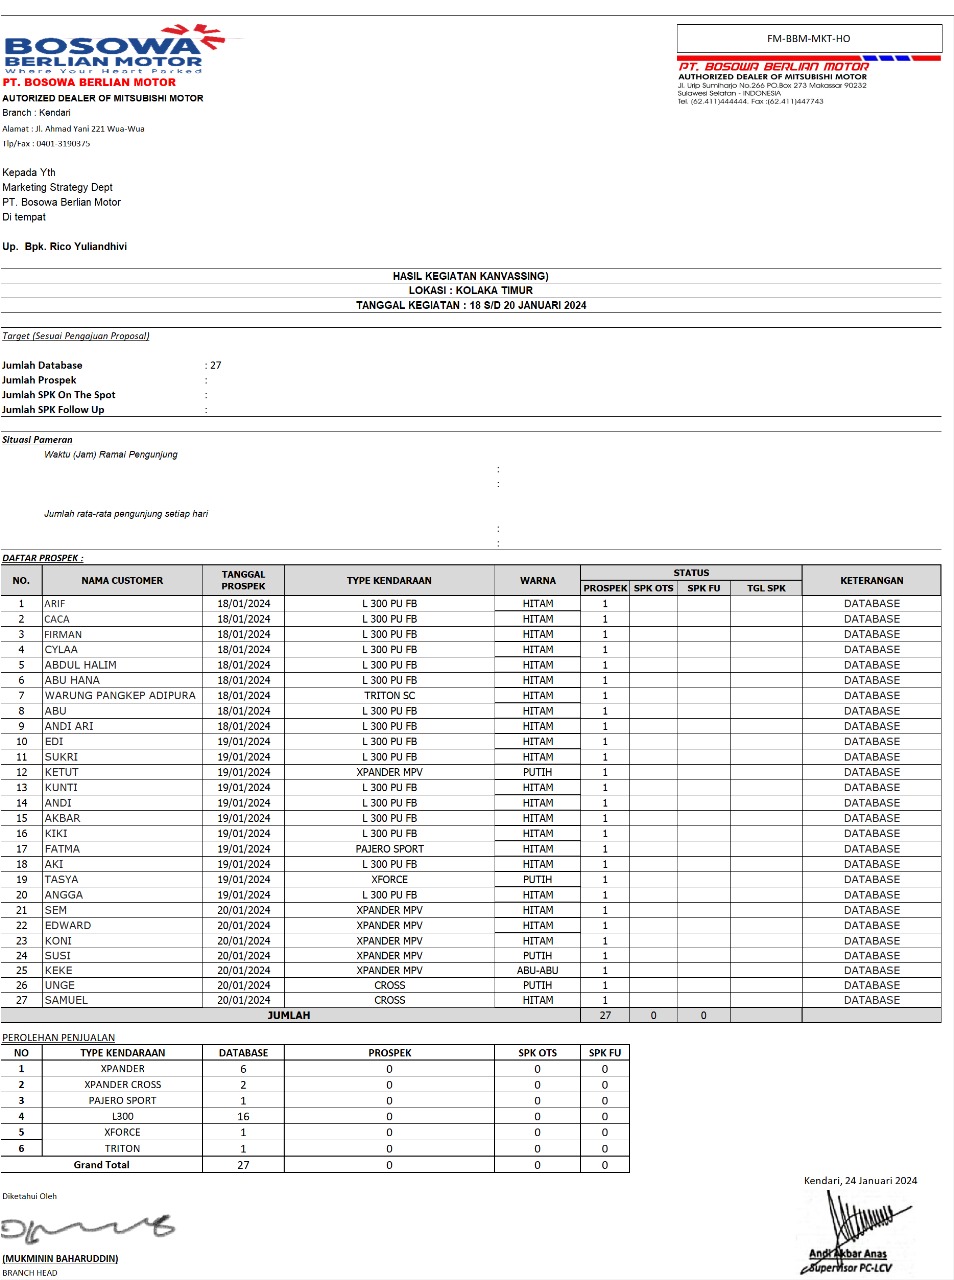 BOSOWA
BERLIAN MOTOR
Where Your Heart Parked
PT. BOSOWA BERLIAN MOTOR
AUTORIZED DEALER OF MITSUBISHI MOTOR
Branch : Kendari
Alamat : Jl. Ahmad Yani 221 Wua-Wua
Tlp/Fax : 0401-3190375
FM-BBM-MKT-HO
PT. BOSOWA BERLIAN MOTOR
AUTHORIZED DEALER OF MITSUBISHI MOTOR
Jl. Urip Sumiharjo No.266 PO.Box 273 Makassar 90232
Sulawesi Selatan - INDONESIA
Tel. (62.411)444444. Fax :(62.411)447743
Kepada Yth
Marketing Strategy Dept
PT. Bosowa Berlian Motor
Di tempat
Up. Bpk. Rico Yuliandhivi
HASIL KEGIATAN KANVASSING)
LOKASI : KOLAKA TIMUR
TANGGAL KEGIATAN : 18 S/D 20 JANUARI 2024
Target (Sesuai Pengajuan Proposal)
Jumlah Database : 27
Jumlah Prospek :
Jumlah SPK On The Spot :
Jumlah SPK Follow Up :
Situasi Pameran
Waktu (Jam) Ramai Pengunjung
:
:
Jumlah rata-rata pengunjung setiap hari
:
:
DAFTAR PROSPEK :
NO. NAMA CUSTOMER TANGGAL PROSPEK TYPE KENDARAAN WARNA STATUS KETERANGAN
PROSPEK SPK OTS SPK FU TGL SPK
1 ARIF 18/01/2024 L 300 PU FB HITAM 1 DATABASE
2 CACA 18/01/2024 L 300 PU FB HITAM 1 DATABASE
3 FIRMAN 18/01/2024 L 300 PU FB HITAM 1 DATABASE
4 CYLAA 18/01/2024 L 300 PU FB HITAM 1 DATABASE
5 ABDUL HALIM 18/01/2024 L 300 PU FB HITAM 1 DATABASE
6 ABU HANA 18/01/2024 L 300 PU FB HITAM 1 DATABASE
7 WARUNG PANGKEP ADIPURA 18/01/2024 TRITON SC HITAM 1 DATABASE
8 ABU 18/01/2024 L 300 PU FB HITAM 1 DATABASE
9 ANDI ARI 18/01/2024 L 300 PU FB HITAM 1 DATABASE
10 EDI 19/01/2024 L 300 PU FB HITAM 1 DATABASE
11 SUKRI 19/01/2024 L 300 PU FB HITAM 1 DATABASE
12 KETUT 19/01/2024 XPANDER MPV PUTIH 1 DATABASE
13 KUNTI 19/01/2024 L 300 PU FB HITAM 1 DATABASE
14 ANDI 19/01/2024 L 300 PU FB HITAM 1 DATABASE
15 AKBAR 19/01/2024 L 300 PU FB HITAM 1 DATABASE
16 KIKI 19/01/2024 L 300 PU FB HITAM 1 DATABASE
17 FATMA 19/01/2024 PAJERO SPORT HITAM 1 DATABASE
18 AKI 19/01/2024 L 300 PU FB HITAM 1 DATABASE
19 TASYA 19/01/2024 XFORCE PUTIH 1 DATABASE
20 ANGGA 19/01/2024 L 300 PU FB HITAM 1 DATABASE
21 SEM 20/01/2024 XPANDER MPV HITAM 1 DATABASE
22 EDWARD 20/01/2024 XPANDER MPV HITAM 1 DATABASE
23 KONI 20/01/2024 XPANDER MPV HITAM 1 DATABASE
24 SUSI 20/01/2024 XPANDER MPV PUTIH 1 DATABASE
25 KEKE 20/01/2024 XPANDER MPV ABU-ABU 1 DATABASE
26 UNGE 20/01/2024 CROSS PUTIH 1 DATABASE
27 SAMUEL 20/01/2024 CROSS HITAM 1 DATABASE
JUMLAH 27 0 0
PEROLEHAN PENJUALAN
NO TYPE KENDARAAN DATABASE PROSPEK SPK OTS SPK FU
1 XPANDER 6 0 0 0
2 XPANDER CROSS 2 0 0 0
3 PAJERO SPORT 1 0 0 0
4 L300 16 0 0 0
5 XFORCE 1 0 0 0
6 TRITON 1 0 0 0
Grand Total 27 0 0 0
Kendari, 24 Januari 2024
Diketahui Oleh
(MUKMININ BAHARUDDIN)
BRANCH HEAD
Andi Akbar Anas
Supervisor PC-LCV